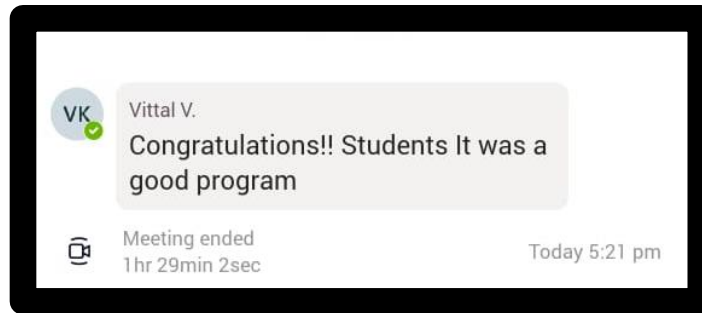 VK
Vittal V.
Congratulations!! Students It was a
good program
Meeting ended
1hr 29min 2sec
Today 5:21 pm